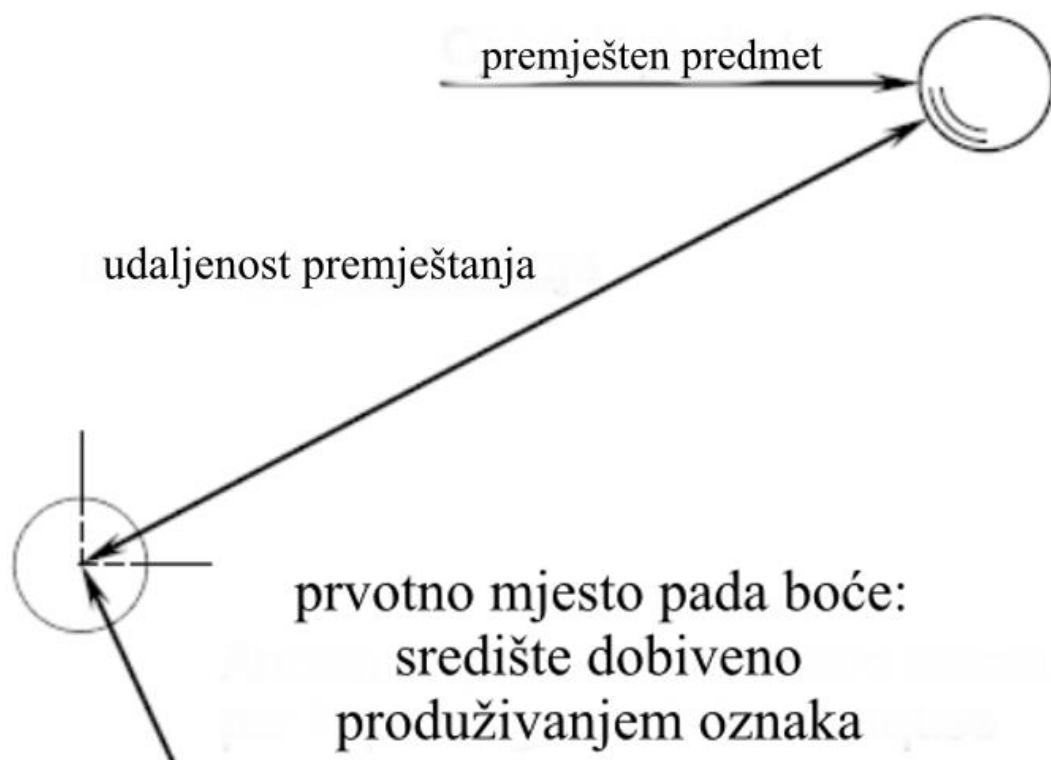 premješten predmet
udaljenost premještanja
prvotno mjesto pada boće:
središte dobiveno
produživanjem oznaka